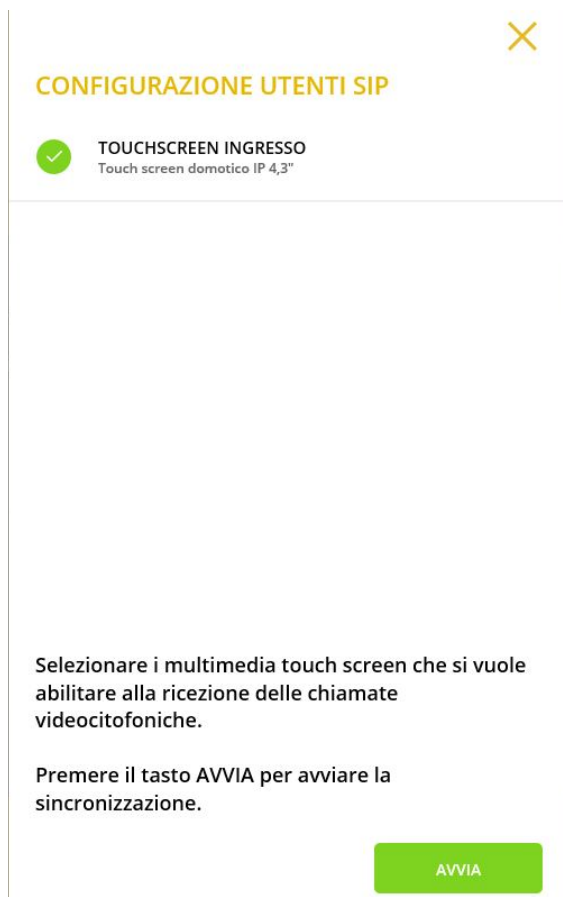 CONFIGURAZIONE UTENTI SIP
TOUCHSCREEN INGRESSO
Touch screen domotico IP 4,3"
Selezionare i multimedia touch screen che si vuole
abilitare alla ricezione delle chiamate
videocitofoniche.
Premere il tasto AVVIA per avviare la
sincronizzazione.
AVVIA